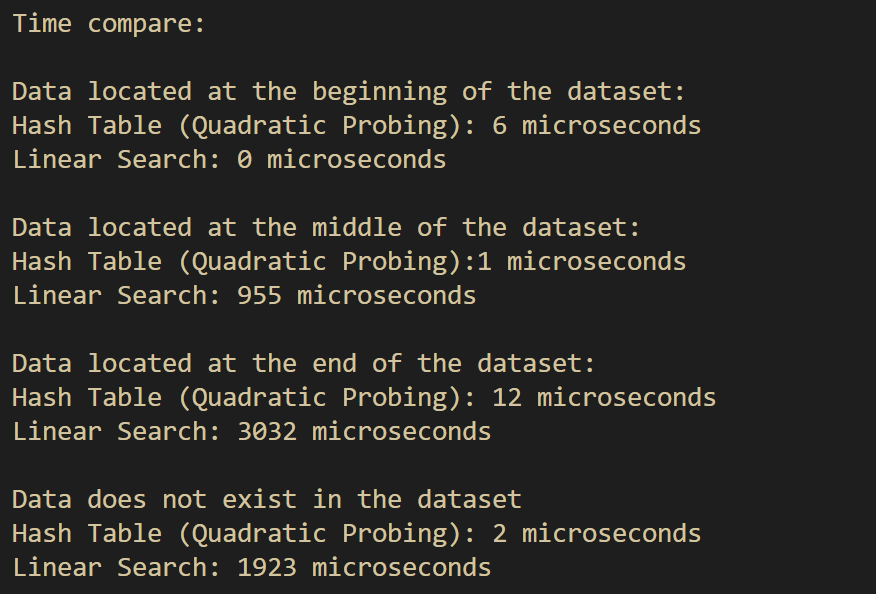 Time compare:
Data located at the beginning of the dataset:
Hash Table (Quadratic Probing): 6 microseconds
Linear Search: 0 microseconds
Data located at the middle of the dataset:
Hash Table (Quadratic Probing):1 microseconds
Linear Search: 955 microseconds
Data located at the end of the dataset:
Hash Table (Quadratic Probing): 12 microseconds
Linear Search: 3032 microseconds
Data does not exist in the dataset
Hash Table (Quadratic Probing): 2 microseconds
Linear Search: 1923 microseconds